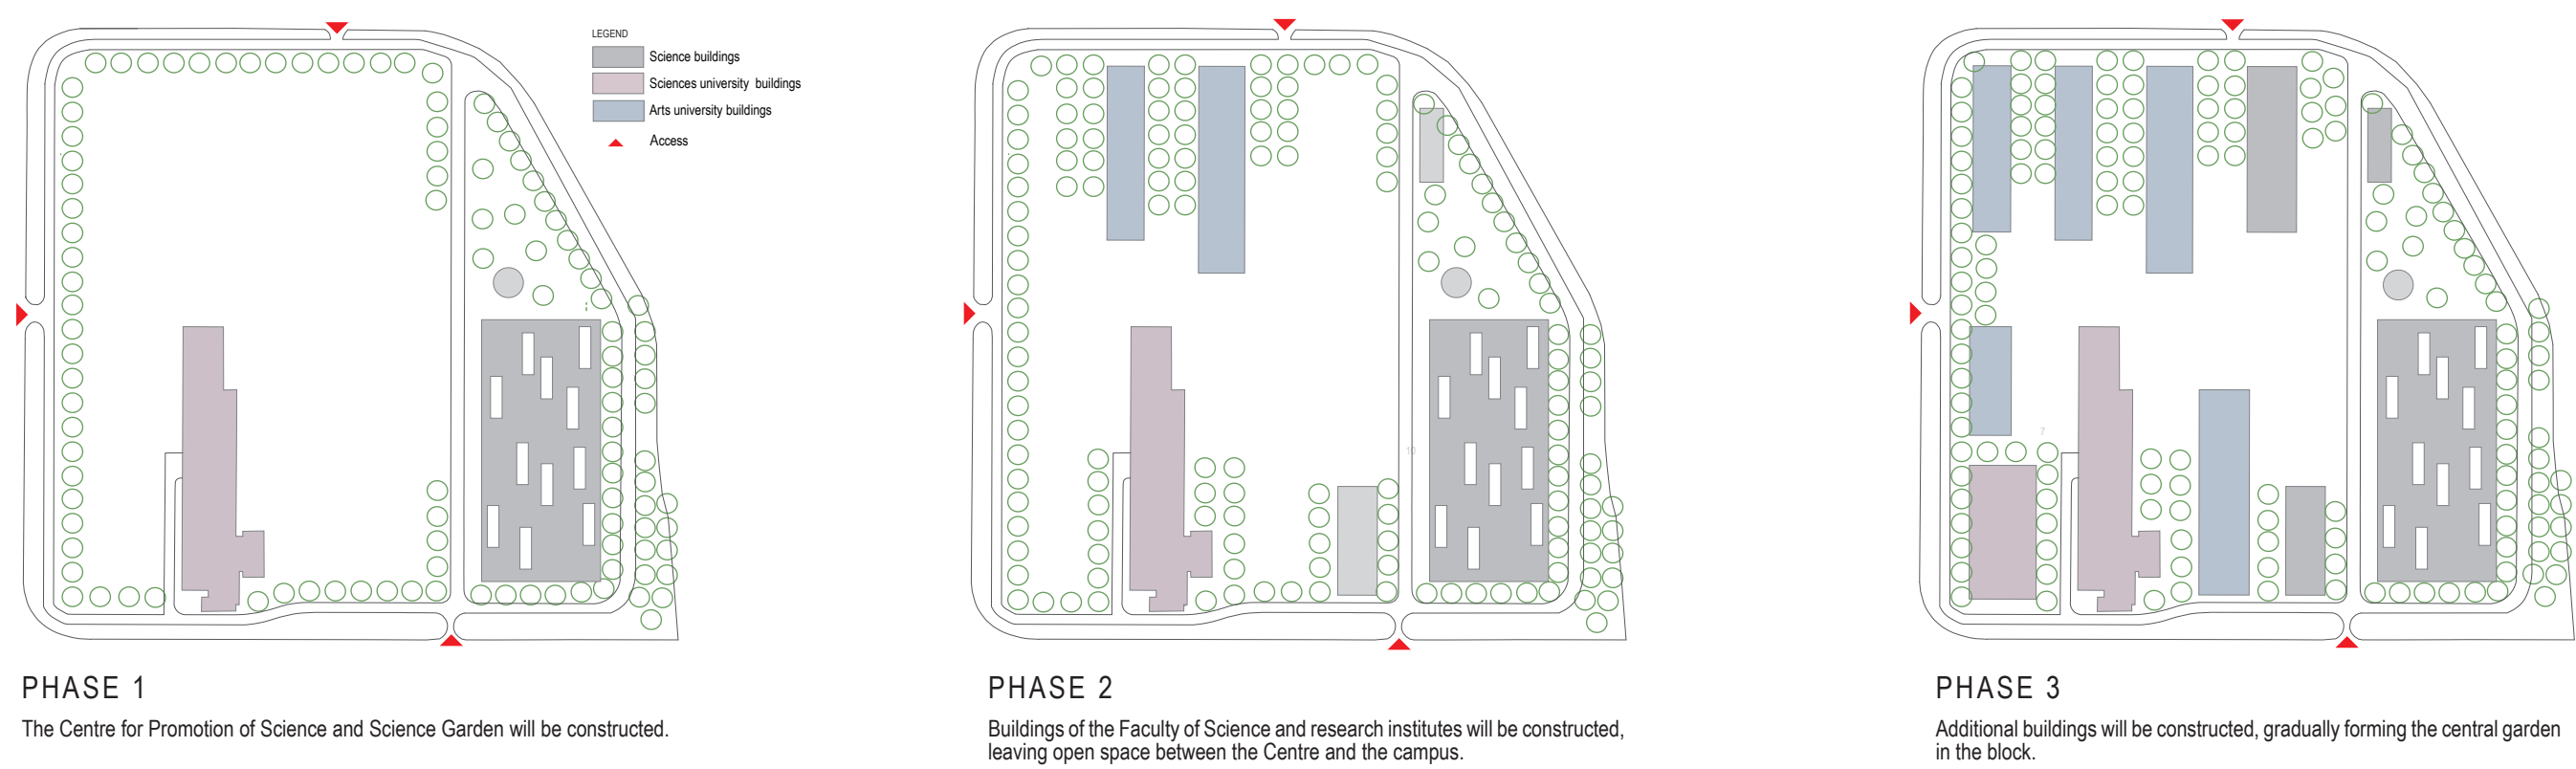 LEGEND
Science buildings
Sciences university buildings
Arts university buildings
Access
10
7
PHASE 1
The Centre for Promotion of Science and Science Garden will be constructed.
PHASE 2
Buildings of the Faculty of Science and research institutes will be constructed,
leaving open space between the Centre and the campus.
PHASE 3
Additional buildings will be constructed, gradually forming the central garden
in the block.